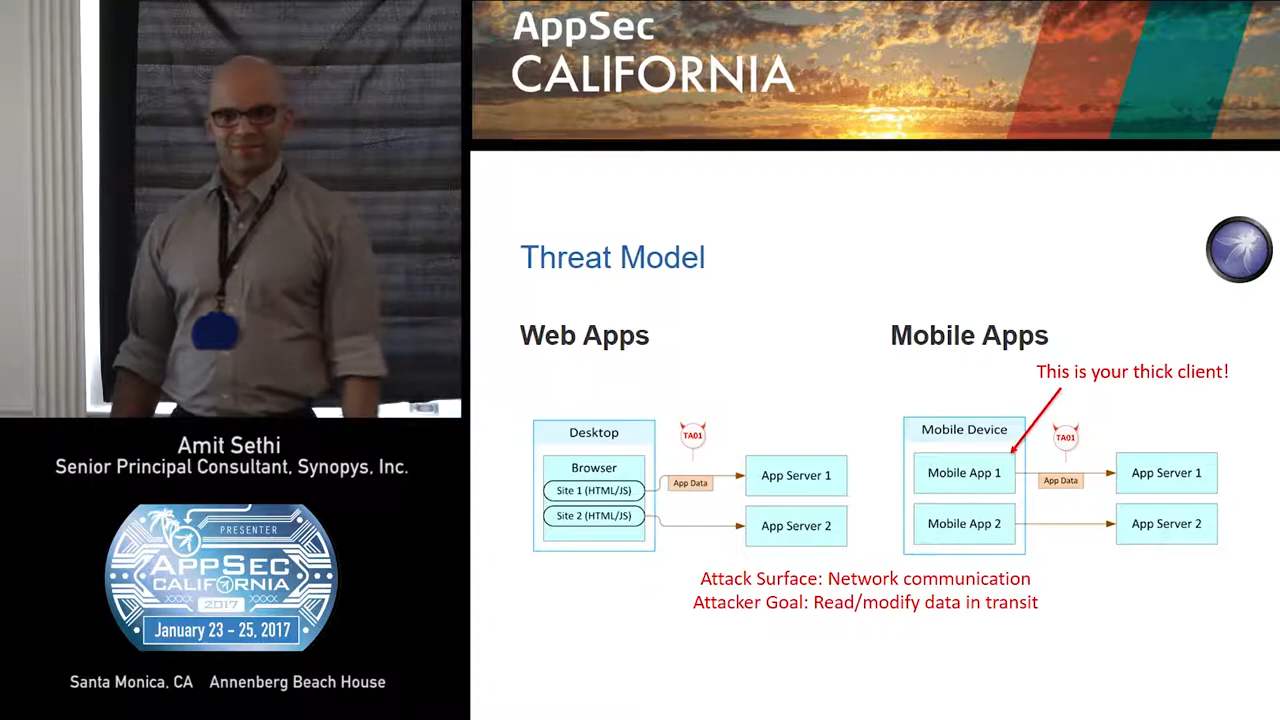 AppSec
CALIFORNIA
Threat Model
Web Apps
Mobile Apps
This is your thick client!
Desktop
Browser
Site 1 (HTML/JS)
Site 2 (HTML/JS)
TA01
App Data
App Server 1
App Server 2
Mobile Device
Mobile App 1
Mobile App 2
TA01
App Data
App Server 1
App Server 2
Attack Surface: Network communication
Attacker Goal: Read/modify data in transit
Amit Sethi
Senior Principal Consultant, Synopys, Inc.
PRESENTER
APPSEC
CALIFORNIA
2017
January 23 - 25, 2017
Santa Monica, CA Annenberg Beach House